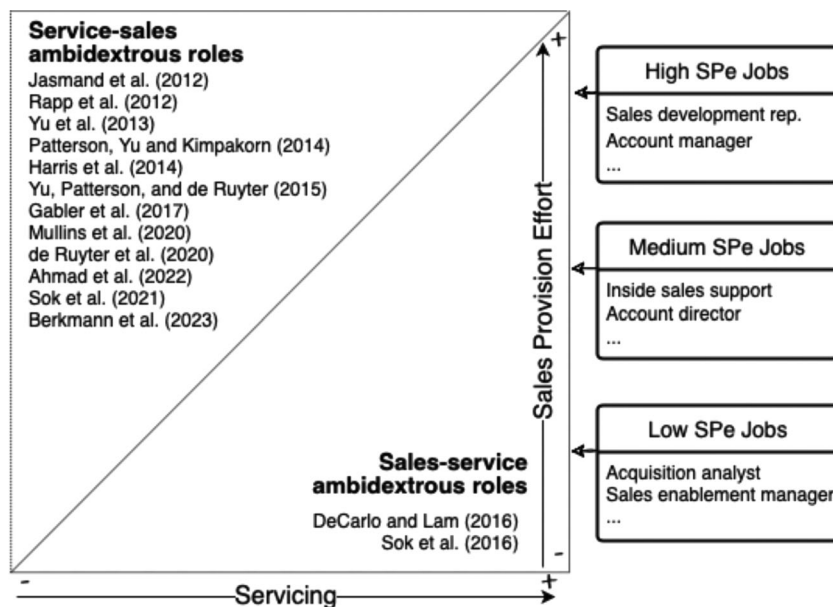 Service-sales
ambidextrous roles
Jasmand et al. (2012)
Rapp et al. (2012)
Yu et al. (2013)
Patterson, Yu and Kimpakorn (2014)
Harris et al. (2014)
Yu, Patterson, and de Ruyter (2015)
Gabler et al. (2017)
Mullins et al. (2020)
de Ruyter et al. (2020)
Ahmad et al. (2022)
Sok et al. (2021)
Berkmann et al. (2023)
Sales-service
ambidextrous roles
DeCarlo and Lam (2016)
Sok et al. (2016)
+
Sales Provision Effort
-
-
Servicing
+
High SPe Jobs
Sales development rep.
Account manager
...
Medium SPe Jobs
Inside sales support
Account director
...
Low SPe Jobs
Acquisition analyst
Sales enablement manager
...